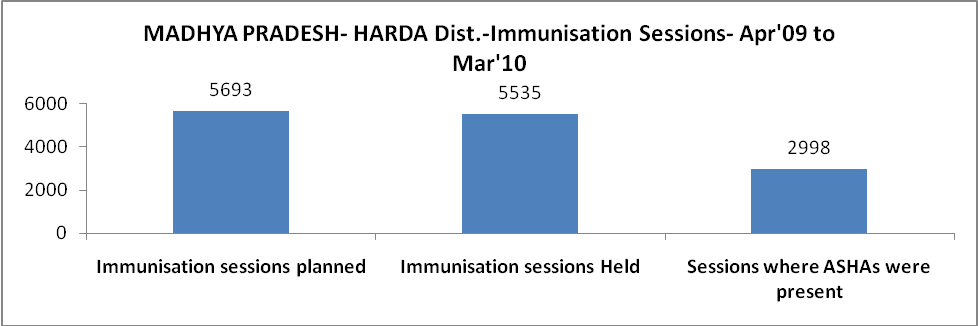 MADHYA PRADESH- HARDA Dist.-Immunisation Sessions- Apr'09 to
Mar'10
5693
5535
2998
6000
4000
2000
0
Immunisation sessions planned
Immunisation sessions Held
Sessions where ASHAs were
present